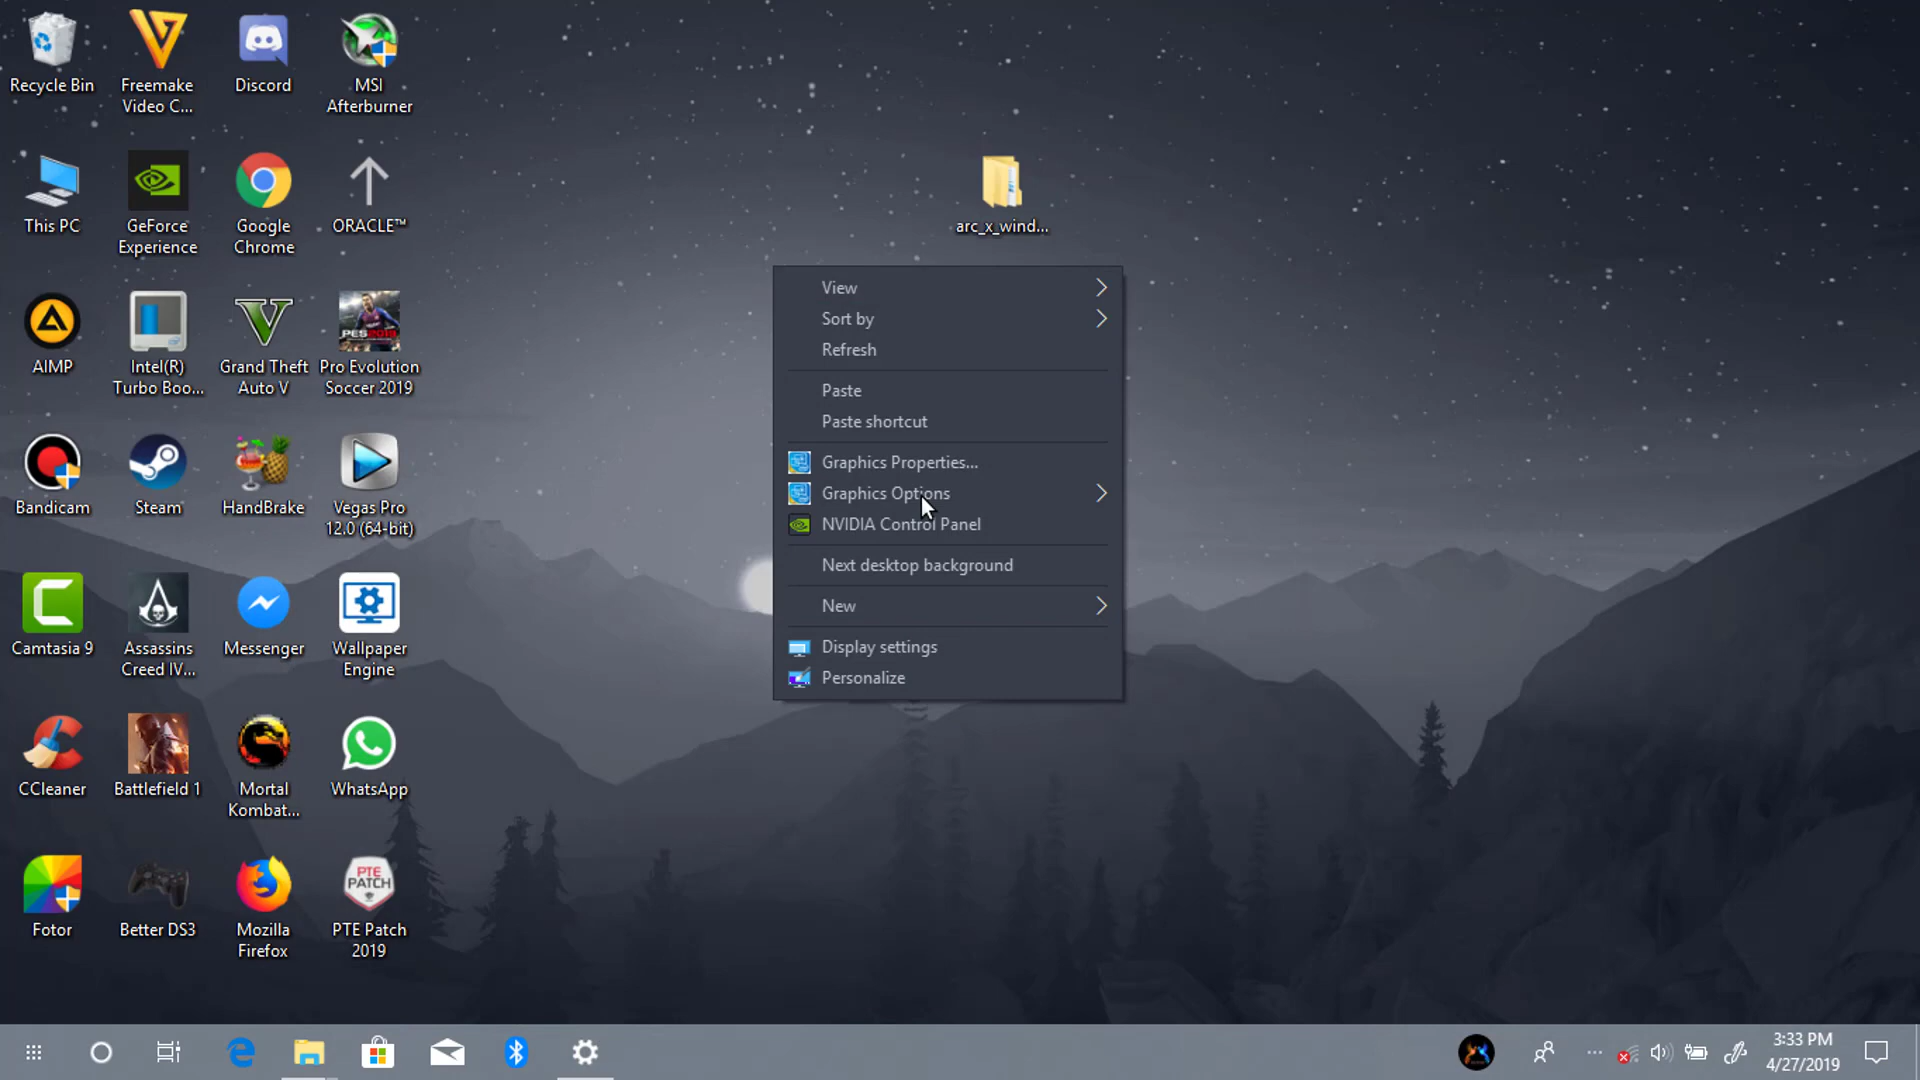 Recycle Bin
Freemake
Video C...
Discord
MSI
Afterburner
This PC
GeForce
Experience
Google
Chrome
ORACLE™
arc_x_wind...
AIMP
Intel(R)
Turbo Boo...
Grand Theft
Auto V
PES2019
Pro Evolution
Soccer 2019
Bandicam
Steam
HandBrake
Vegas Pro
12.0 (64-bit)
Camtasia 9
Assassins
Creed IV...
Messenger
Wallpaper
Engine
CCleaner
Battlefield 1
Mortal
Kombat...
WhatsApp
Fotor
Better DS3
Mozilla
Firefox
PTE
PATCH
PTE Patch
2019
View
Sort by
Refresh
Paste
Paste shortcut
Graphics Properties...
Graphics Options
NVIDIA Control Panel
Next desktop background
New
Display settings
Personalize
3:33 PM
4/27/2019